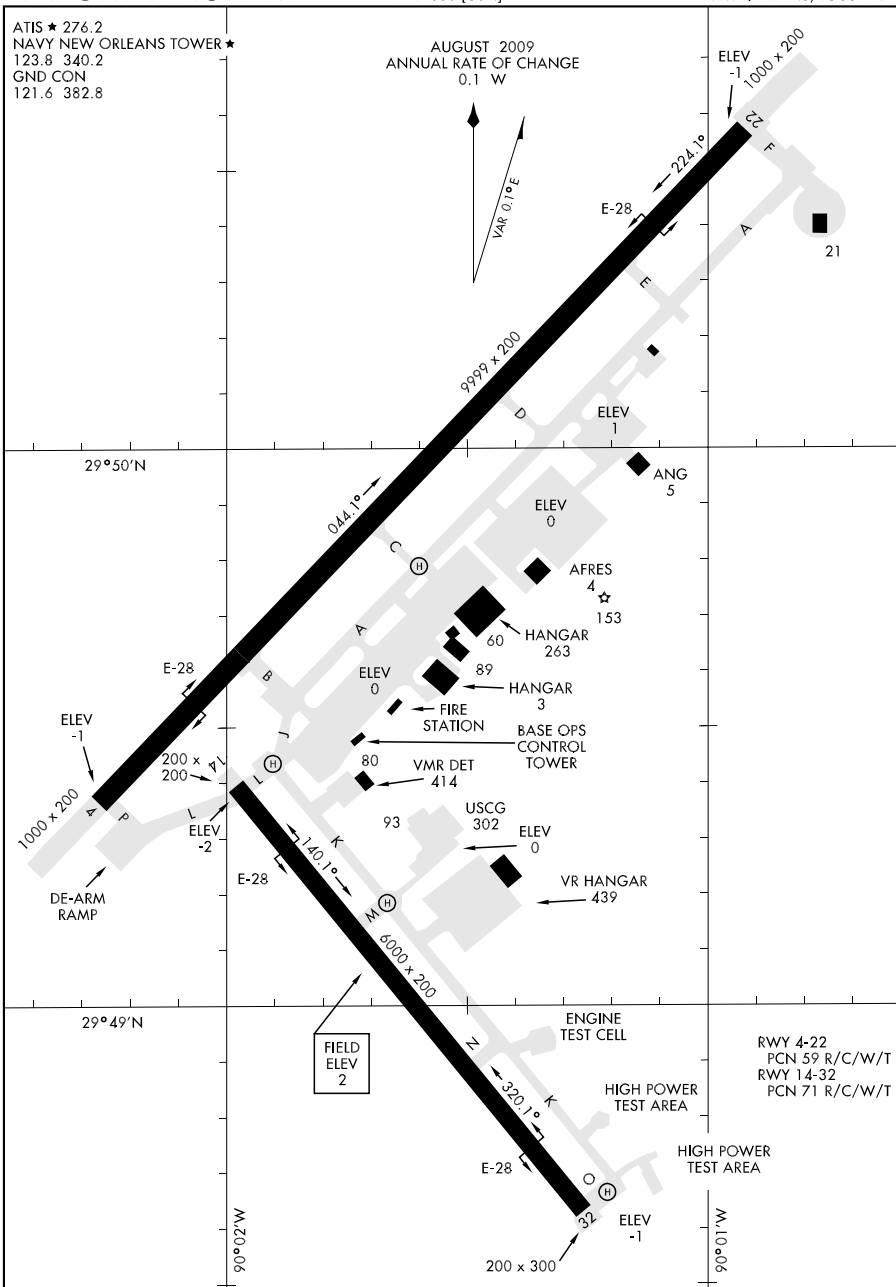 ATIS ★ 276.2
NAVY NEW ORLEANS TOWER ★
123.8 340.2
GND CON
121.6 382.8
AUGUST 2009
ANNUAL RATE OF CHANGE
0.1 W
VAR 0.1° E
ELEV
-1
1000 x 200
22
F
224.1°
E-28
A
21
E
9999 x 200
D
ELEV
1
29°50'N
ANG
5
044.1°
ELEV
0
C
H
AFRES
4
153
A
HANGAR
263
60
E-28
B
ELEV
0
89
HANGAR
3
FIRE
STATION
ELEV
-1
J
BASE OPS
CONTROL
TOWER
14
200 x
200
H
L
80
VMR DET
414
1000 x 200
4
P
L
ELEV
-2
K
93
USCG
302
ELEV
0
140.1°
E-28
DE-ARM
RAMP
VR HANGAR
439
M
H
6000 x 200
29°49'N
FIELD
ELEV
2
N
ENGINE
TEST CELL
RWY 4-22
PCN 59 R/C/W/T
RWY 14-32
PCN 71 R/C/W/T
320.1°
K
HIGH POWER
TEST AREA
HIGH POWER
TEST AREA
E-28
O
H
32
ELEV
-1
200 x 300
90°02'W
90°10'W